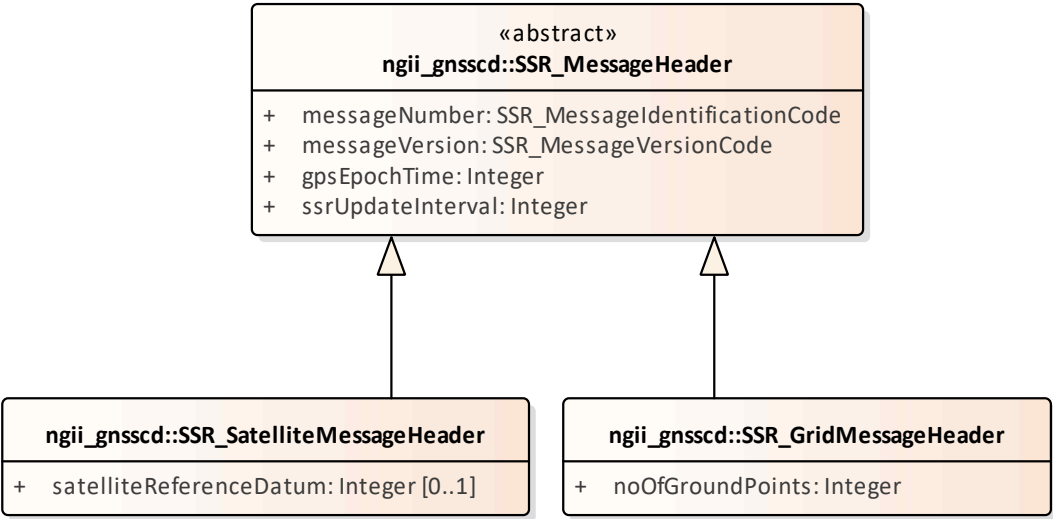 «abstract»
ngii_gnsscd::SSR_MessageHeader
+ messageNumber: SSR_MessageIdentificationCode
+ messageVersion: SSR_MessageVersionCode
+ gpsEpochTime: Integer
+ ssrUpdateInterval: Integer
ngii_gnsscd::SSR_SatelliteMessageHeader
+ satelliteReferenceDatum: Integer [0..1]
ngii_gnsscd::SSR_GridMessageHeader
+ noOfGroundPoints: Integer